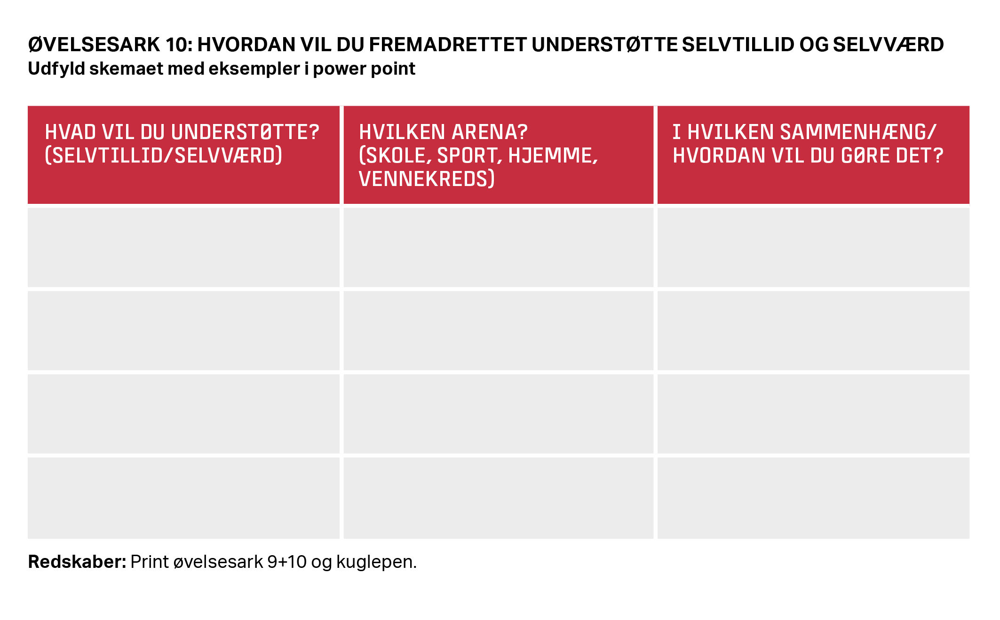 ØVELSESARK 10: HVORDAN VIL DU FREMADRETTET UNDERSTØTTE SELVTILLID OG SELVVÆRD
Udfyld skemaet med eksempler i power point
HVAD VIL DU UNDERSTØTTE?
(SELVTILLID/SELVVÆRD)
HVILKEN ARENA?
(SKOLE, SPORT, HJEMME,
VENNEKREDS)
I HVILKEN SAMMENHÆNG/
HVORDAN VIL DU GØRE DET?
Redskaber: Print øvelsesark 9+10 og kuglepen.